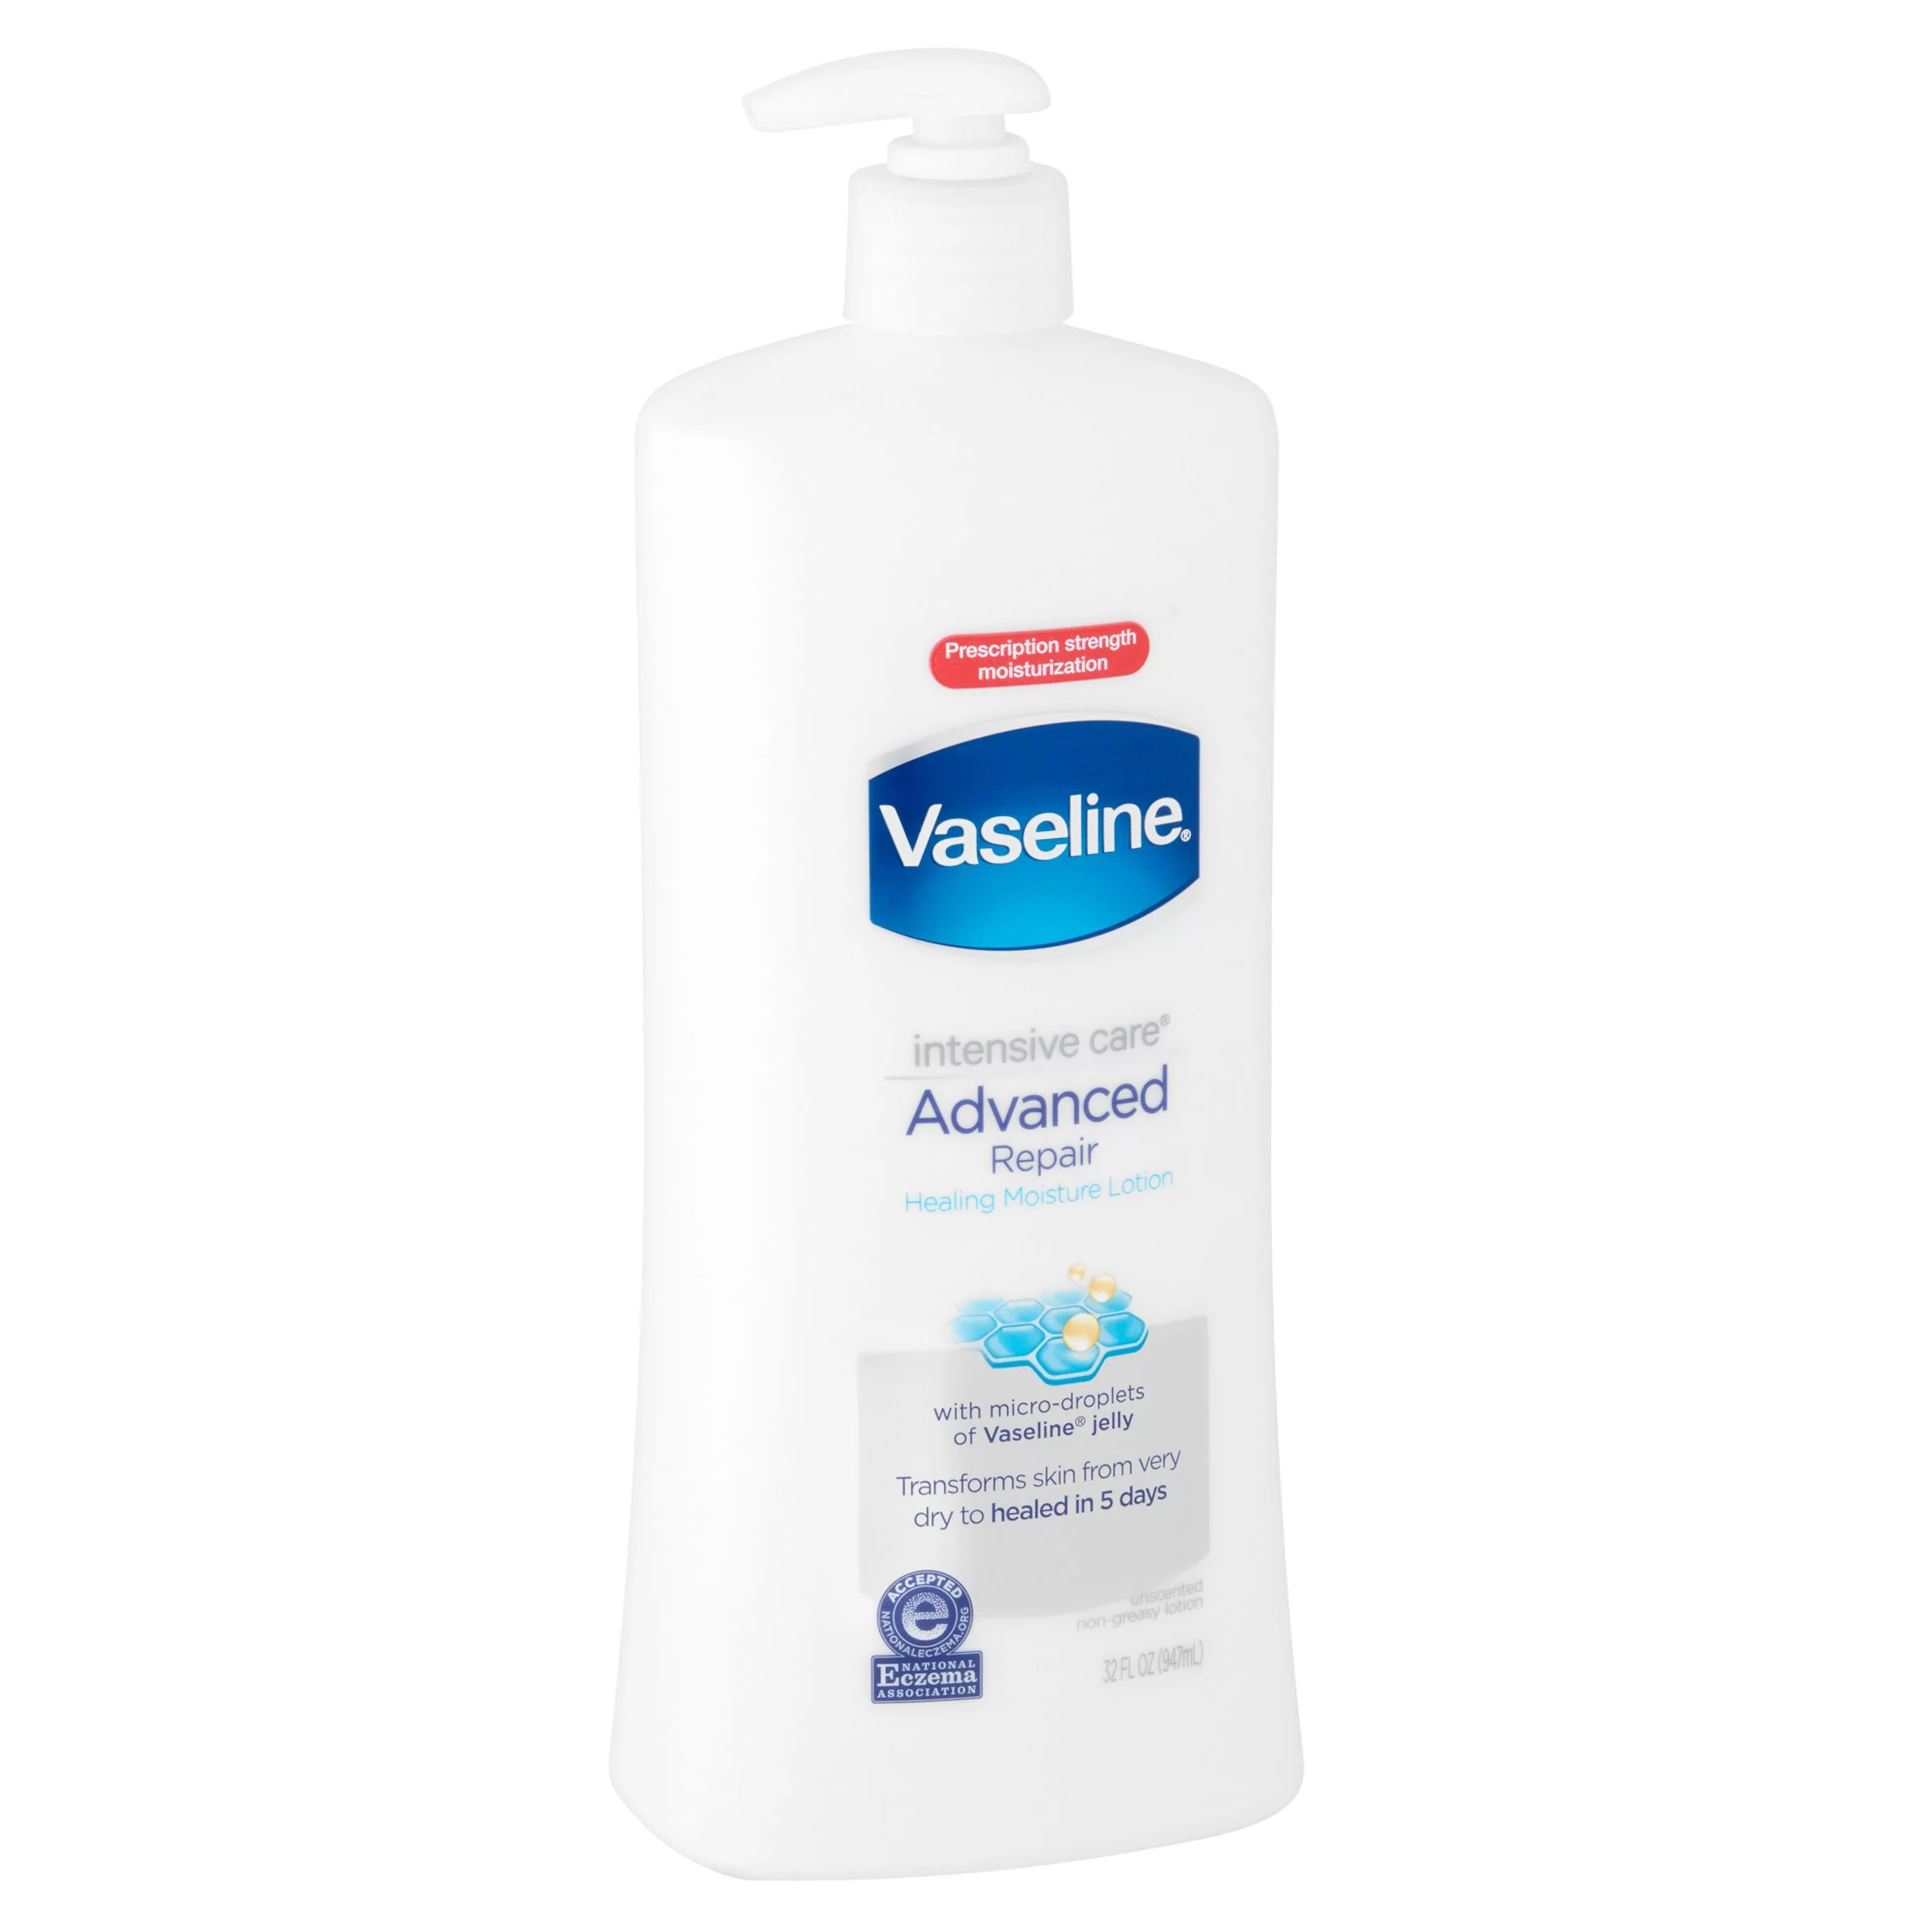 Prescription strength
moisturization
Vaseline®
intensive care®
Advanced
Repair
Healing Moisture Lotion
with micro-droplets
of Vaseline® jelly
Transforms skin from very
dry to healed in 5 days
ACCEPTED
e
NATIONALECZEMA.ORG
NATIONAL
Eczema
ASSOCIATION
unscented
non-greasy lotion
32 FL OZ (947mL)